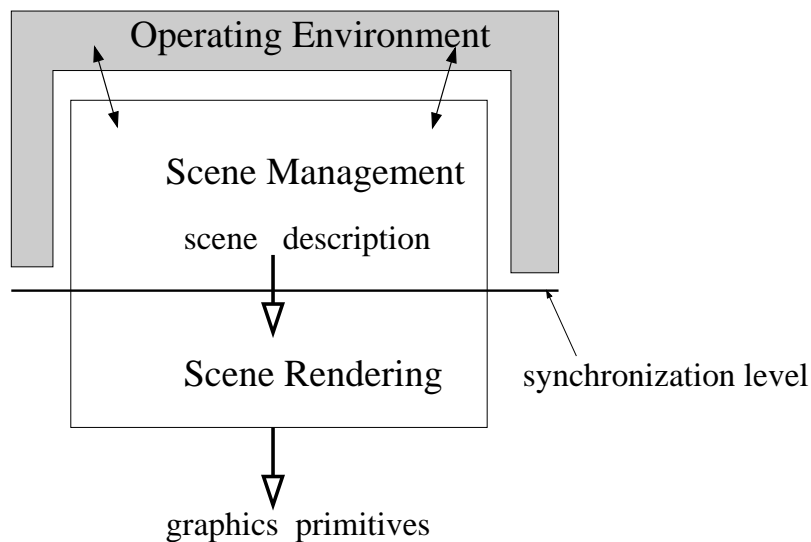 Operating Environment
Scene Management
scene description
Scene Rendering
synchronization level
graphics primitives